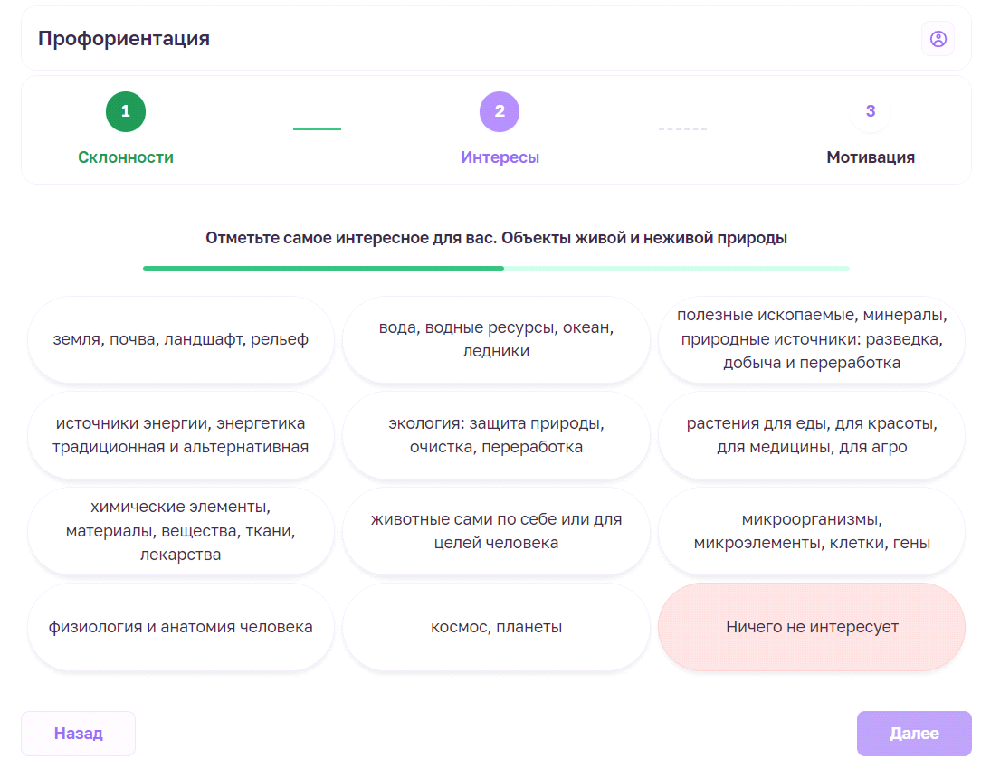 Профориентация
1
2
3
Склонности
Интересы
Мотивация
Отметьте самое интересное для вас. Объекты живой и неживой природы
земля, почва, ландшафт, рельеф
вода, водные ресурсы, океан,
ледники
полезные ископаемые, минералы,
природные источники: разведка,
добыча и переработка
источники энергии, энергетика
традиционная и альтернативная
экология: защита природы,
очистка, переработка
растения для еды, для красоты,
для медицины, для агро
химические элементы,
материалы, вещества, ткани,
лекарства
животные сами по себе или для
целей человека
микроорганизмы,
микроэлементы, клетки, гены
физиология и анатомия человека
космос, планеты
Ничего не интересует
Назад
Далее